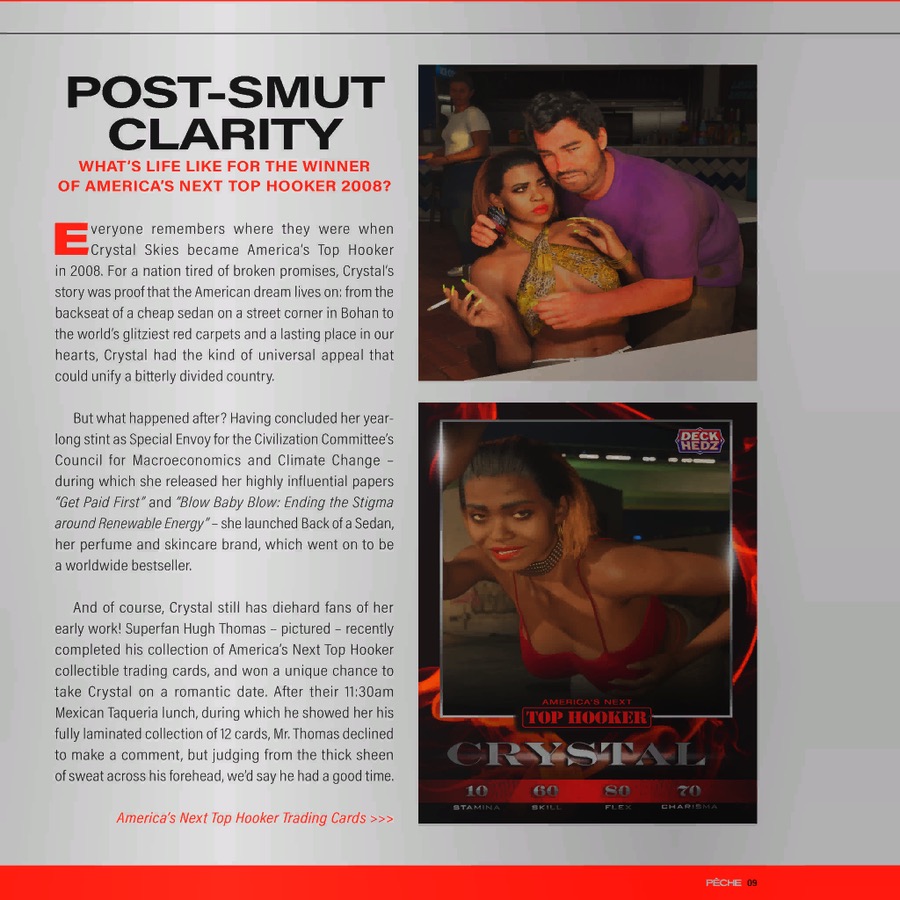 POST-SMUT
CLARITY
WHAT'S LIFE LIKE FOR THE WINNER
OF AMERICA'S NEXT TOP HOOKER 2008?
Everyone remembers where they were when
Crystal Skies became America's Top Hooker
in 2008. For a nation tired of broken promises, Crystal's
story was proof that the American dream lives on: from the
backseat of a cheap sedan on a street corner in Bohan to
the world's glitziest red carpets and a lasting place in our
hearts, Crystal had the kind of universal appeal that
could unify a bitterly divided country.
But what happened after? Having concluded her year-
long stint as Special Envoy for the Civilization Committee's
Council for Macroeconomics and Climate Change –
during which she released her highly influential papers
"Get Paid First" and "Blow Baby Blow: Ending the Stigma
around Renewable Energy" – she launched Back of a Sedan,
her perfume and skincare brand, which went on to be
a worldwide bestseller.
And of course, Crystal still has diehard fans of her
early work! Superfan Hugh Thomas – pictured – recently
completed his collection of America's Next Top Hooker
collectible trading cards, and won a unique chance to
take Crystal on a romantic date. After their 11:30am
Mexican Taqueria lunch, during which he showed her his
fully laminated collection of 12 cards, Mr. Thomas declined
to make a comment, but judging from the thick sheen
of sweat across his forehead, we'd say he had a good time.
America's Next Top Hooker Trading Cards >>>
DECK
HEDZ
AMERICA'S NEXT
TOP HOOKER
CRYSTAL
10 60 80 70
STAMINA SKILL FLEX CHARISMA
PÊCHE 09